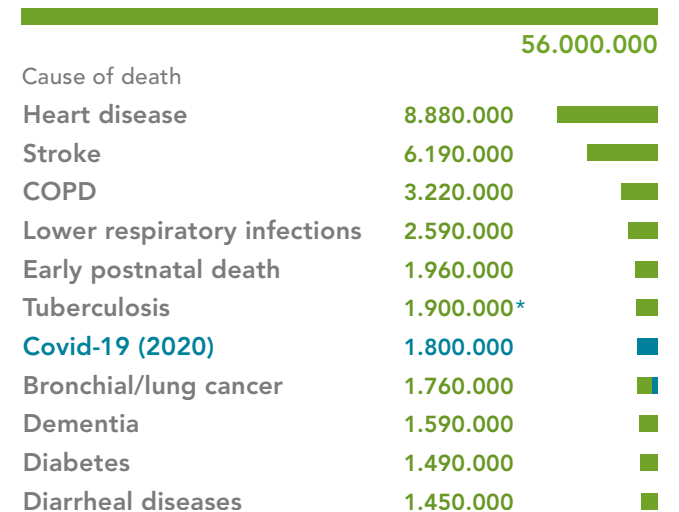 56.000.000
Cause of death
Heart disease 8.880.000
Stroke 6.190.000
COPD 3.220.000
Lower respiratory infections 2.590.000
Early postnatal death 1.960.000
Tuberculosis 1.900.000*
Covid-19 (2020) 1.800.000
Bronchial/lung cancer 1.760.000
Dementia 1.590.000
Diabetes 1.490.000
Diarrheal diseases 1.450.000